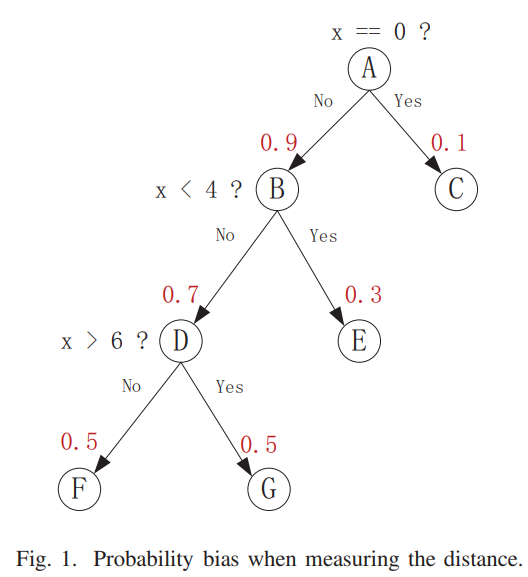 x == 0 ?
A
No
Yes
0.9
0.1
x < 4 ?
B
C
No
Yes
0.7
0.3
x > 6 ?
D
E
No
Yes
0.5
0.5
F
G
Fig. 1. Probability bias when measuring the distance.